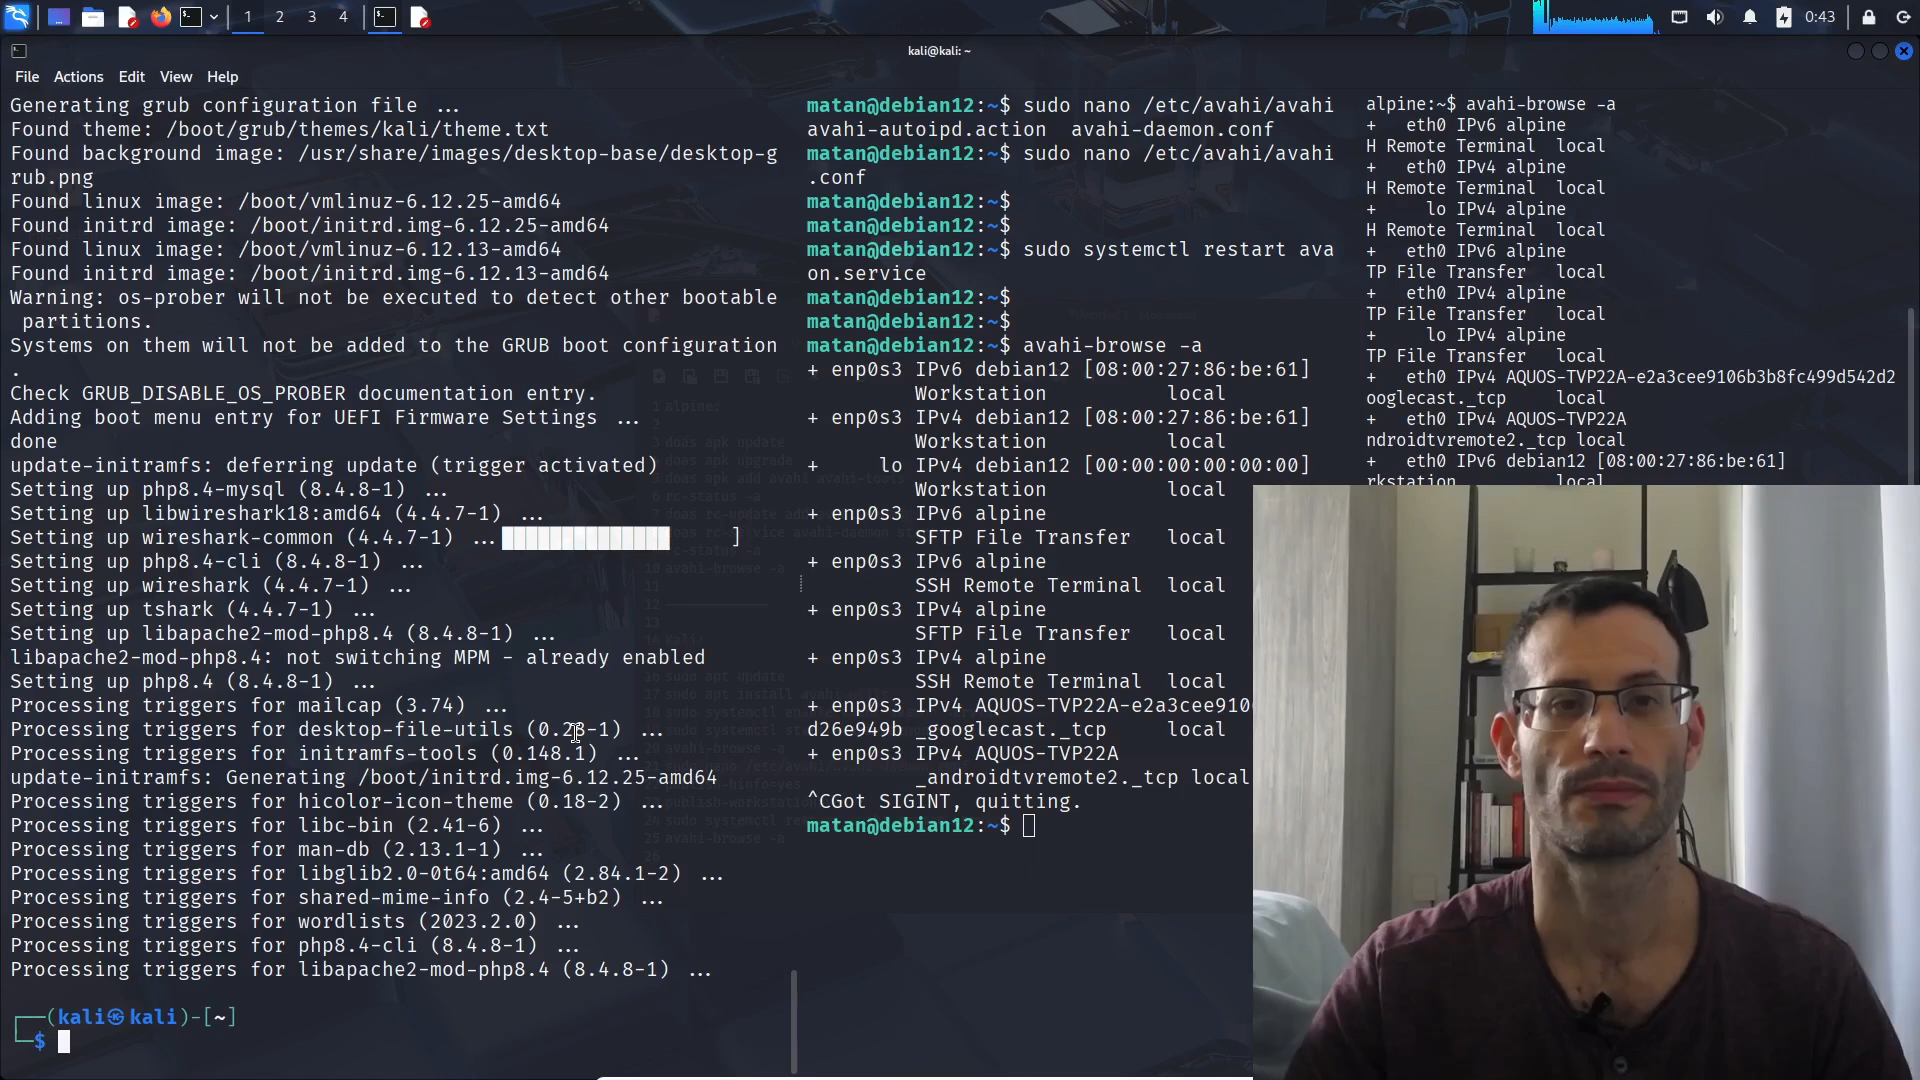 1 2 3 4
0:43
kali@kali: ~
File Actions Edit View Help
Generating grub configuration file ...
Found theme: /boot/grub/themes/kali/theme.txt
Found background image: /usr/share/images/desktop-base/desktop-g
rub.png
Found linux image: /boot/vmlinuz-6.12.25-amd64
Found initrd image: /boot/initrd.img-6.12.25-amd64
Found linux image: /boot/vmlinuz-6.12.13-amd64
Found initrd image: /boot/initrd.img-6.12.13-amd64
Warning: os-prober will not be executed to detect other bootable
partitions.
Systems on them will not be added to the GRUB boot configuration
.
Check GRUB_DISABLE_OS_PROBER documentation entry.
Adding boot menu entry for UEFI Firmware Settings ...
done
update-initramfs: deferring update (trigger activated)
Setting up php8.4-mysql (8.4.8-1) ...
Setting up libwireshark18:amd64 (4.4.7-1) ...
Setting up wireshark-common (4.4.7-1) ... ]
Setting up php8.4-cli (8.4.8-1) ...
Setting up wireshark (4.4.7-1) ...
Setting up tshark (4.4.7-1) ...
Setting up libapache2-mod-php8.4 (8.4.8-1) ...
libapache2-mod-php8.4: not switching MPM - already enabled
Setting up php8.4 (8.4.8-1) ...
Processing triggers for mailcap (3.74) ...
Processing triggers for desktop-file-utils (0.28-1) ...
Processing triggers for initramfs-tools (0.148.1) ...
update-initramfs: Generating /boot/initrd.img-6.12.25-amd64
Processing triggers for hicolor-icon-theme (0.18-2) ...
Processing triggers for libc-bin (2.41-6) ...
Processing triggers for man-db (2.13.1-1) ...
Processing triggers for libglib2.0-0t64:amd64 (2.84.1-2) ...
Processing triggers for shared-mime-info (2.4-5+b2) ...
Processing triggers for wordlists (2023.2.0) ...
Processing triggers for php8.4-cli (8.4.8-1) ...
Processing triggers for libapache2-mod-php8.4 (8.4.8-1) ...
(kali㉿kali)-[~]
$
matan@debian12:~$ sudo nano /etc/avahi/avahi
avahi-autoipd.action avahi-daemon.conf
matan@debian12:~$ sudo nano /etc/avahi/avahi
.conf
matan@debian12:~$
matan@debian12:~$
matan@debian12:~$ sudo systemctl restart ava
on.service
matan@debian12:~$
matan@debian12:~$
matan@debian12:~$ avahi-browse -a
+ enp0s3 IPv6 debian12 [08:00:27:86:be:61]
Workstation local
+ enp0s3 IPv4 debian12 [08:00:27:86:be:61]
Workstation local
+ lo IPv4 debian12 [00:00:00:00:00:00]
Workstation local
+ enp0s3 IPv6 alpine
SFTP File Transfer local
+ enp0s3 IPv6 alpine
SSH Remote Terminal local
+ enp0s3 IPv4 alpine
SFTP File Transfer local
+ enp0s3 IPv4 alpine
SSH Remote Terminal local
+ enp0s3 IPv4 AQUOS-TVP22A-e2a3cee910
d26e949b _googlecast._tcp local
+ enp0s3 IPv4 AQUOS-TVP22A
_androidtvremote2._tcp local
^CGot SIGINT, quitting.
matan@debian12:~$
alpine:~$ avahi-browse -a
+ eth0 IPv6 alpine
H Remote Terminal local
+ eth0 IPv4 alpine
H Remote Terminal local
+ lo IPv4 alpine
H Remote Terminal local
+ eth0 IPv6 alpine
TP File Transfer local
+ eth0 IPv4 alpine
TP File Transfer local
+ lo IPv4 alpine
TP File Transfer local
+ eth0 IPv4 AQUOS-TVP22A-e2a3cee9106b3b8fc499d542d2
ooglecast._tcp local
+ eth0 IPv4 AQUOS-TVP22A
ndroidtvremote2._tcp local
+ eth0 IPv6 debian12 [08:00:27:86:be:61]
rkstation local